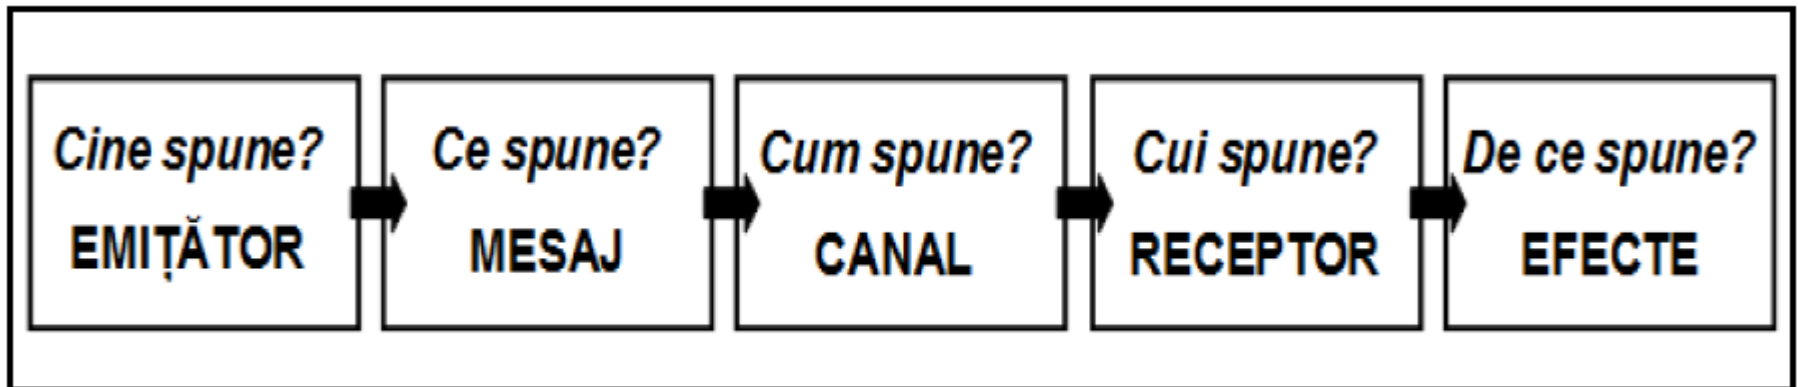 Cine spune?
EMIȚĂTOR
Ce spune?
MESAJ
Cum spune?
CANAL
Cui spune?
RECEPTOR
De ce spune?
EFECTE